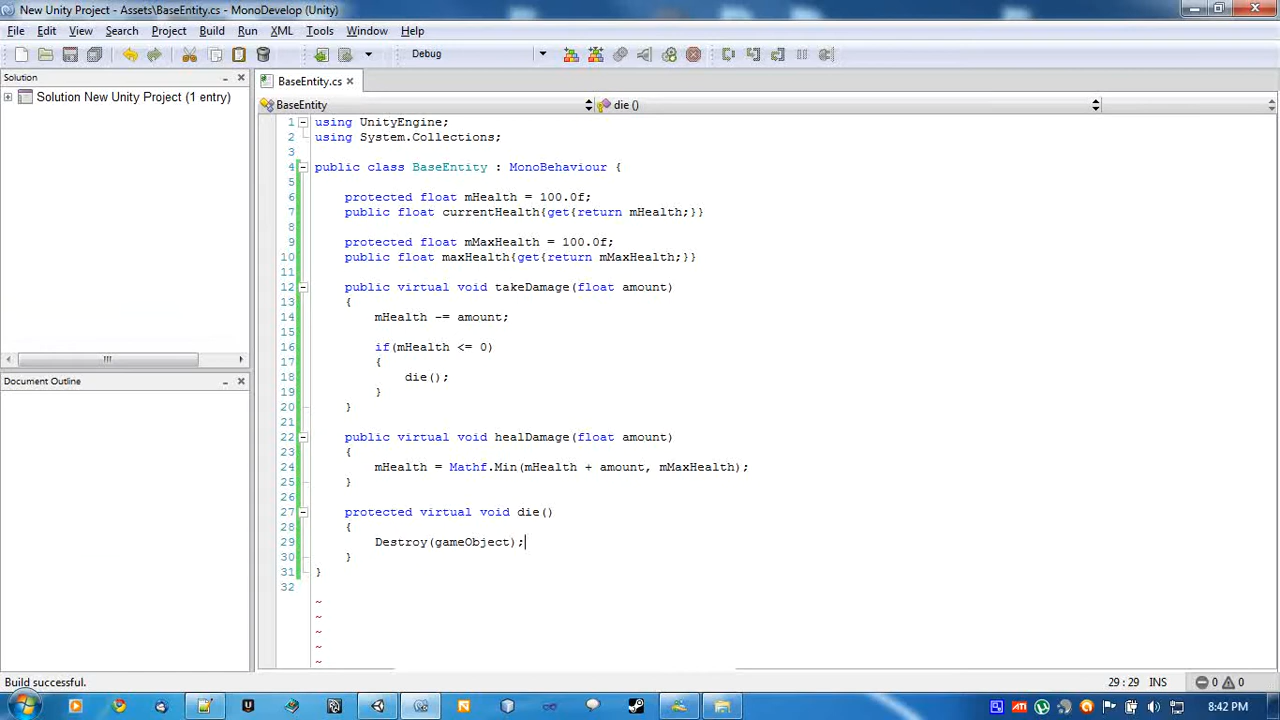 New Unity Project - Assets\BaseEntity.cs - MonoDevelop (Unity)
File Edit View Search Project Build Run XML Tools Window Help
Debug
Solution
BaseEntity.cs
Solution New Unity Project (1 entry)
BaseEntity
die ()
Document Outline
1 using UnityEngine;
2 using System.Collections;
3
4 public class BaseEntity : MonoBehaviour {
5
6 protected float mHealth = 100.0f;
7 public float currentHealth{get{return mHealth;}}
8
9 protected float mMaxHealth = 100.0f;
10 public float maxHealth{get{return mMaxHealth;}}
11
12 public virtual void takeDamage(float amount)
13 {
14 mHealth -= amount;
15
16 if(mHealth <= 0)
17 {
18 die();
19 }
20 }
21
22 public virtual void healDamage(float amount)
23 {
24 mHealth = Mathf.Min(mHealth + amount, mMaxHealth);
25 }
26
27 protected virtual void die()
28 {
29 Destroy(gameObject);
30 }
31 }
32
~
~
~
~
~
Build successful.
29 : 29 INS
0 0
ATI
8:42 PM